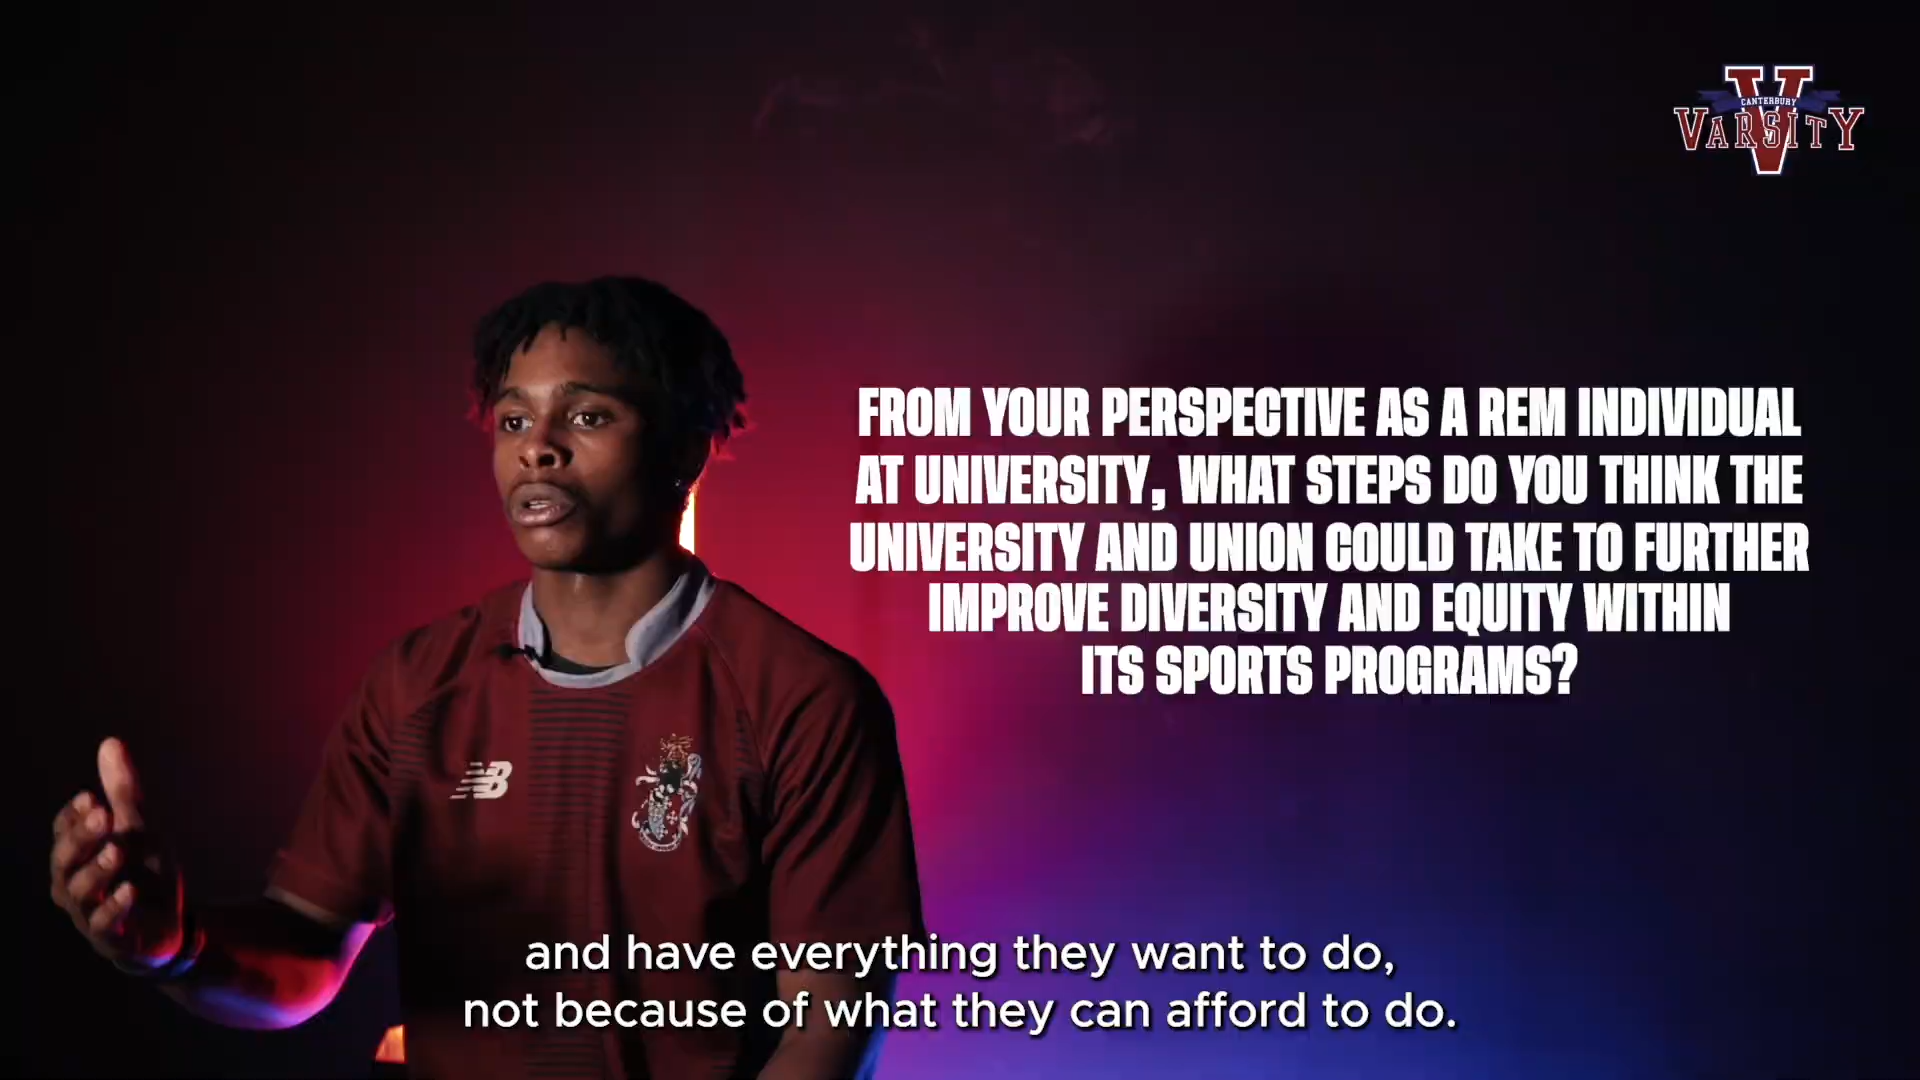 CANTERBURY
VARSITY
FROM YOUR PERSPECTIVE AS A REM INDIVIDUAL
AT UNIVERSITY, WHAT STEPS DO YOU THINK THE
UNIVERSITY AND UNION COULD TAKE TO FURTHER
IMPROVE DIVERSITY AND EQUITY WITHIN
ITS SPORTS PROGRAMS?
NB
and have everything they want to do,
not because of what they can afford to do.